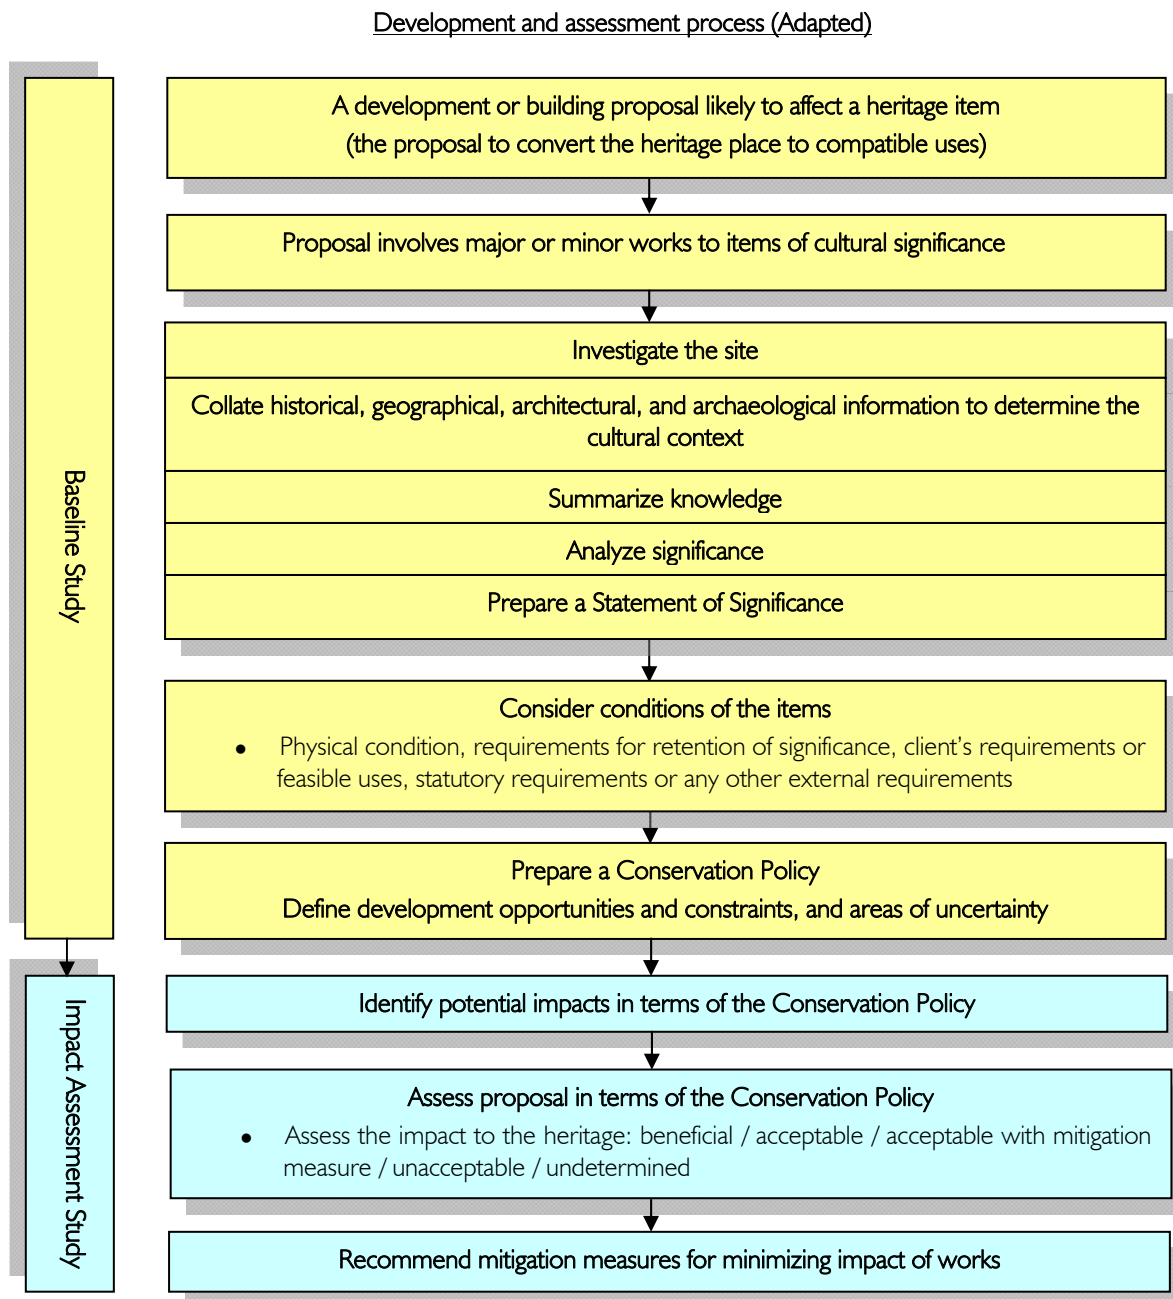 Development and assessment process (Adapted)
A development or building proposal likely to affect a heritage item
(the proposal to convert the heritage place to compatible uses)
Proposal involves major or minor works to items of cultural significance
Investigate the site
Collate historical, geographical, architectural, and archaeological information to determine the
cultural context
Summarize knowledge
Analyze significance
Prepare a Statement of Significance
Consider conditions of the items
• Physical condition, requirements for retention of significance, client's requirements or
feasible uses, statutory requirements or any other external requirements
Prepare a Conservation Policy
Define development opportunities and constraints, and areas of uncertainty
Baseline Study
Identify potential impacts in terms of the Conservation Policy
Assess proposal in terms of the Conservation Policy
• Assess the impact to the heritage: beneficial / acceptable / acceptable with mitigation
measure / unacceptable / undetermined
Recommend mitigation measures for minimizing impact of works
Impact Assessment Study